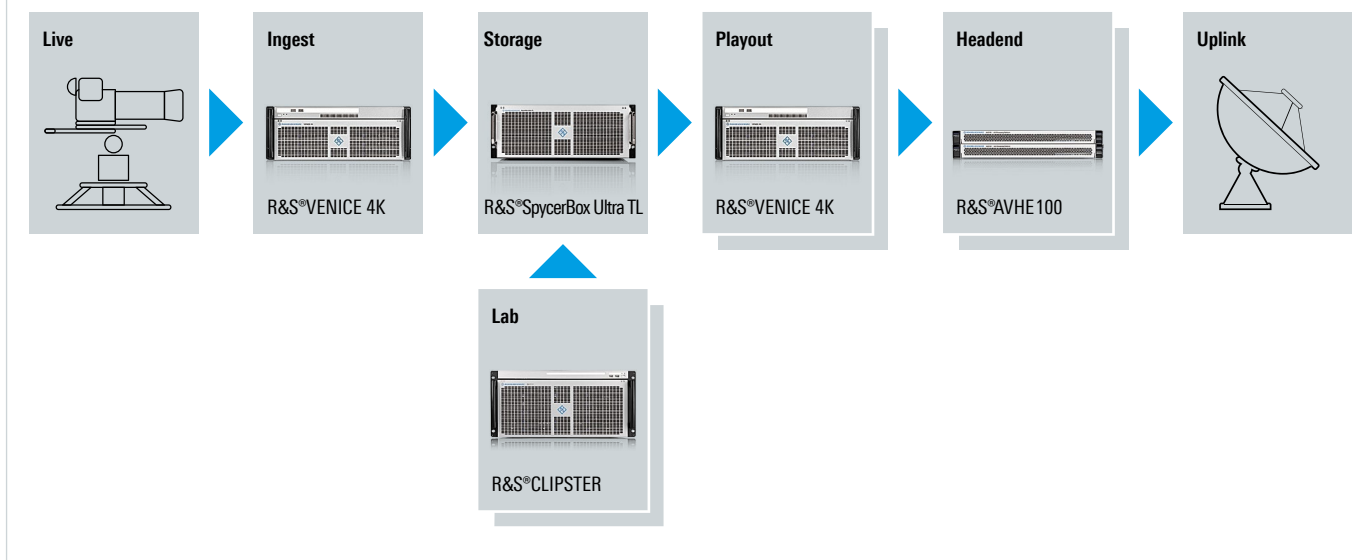 Live
Ingest
Storage
Playout
Headend
Uplink
R&S®VENICE 4K
R&S®SpycerBox Ultra TL
R&S®VENICE 4K
R&S®AVHE100
Lab
R&S®CLIPSTER